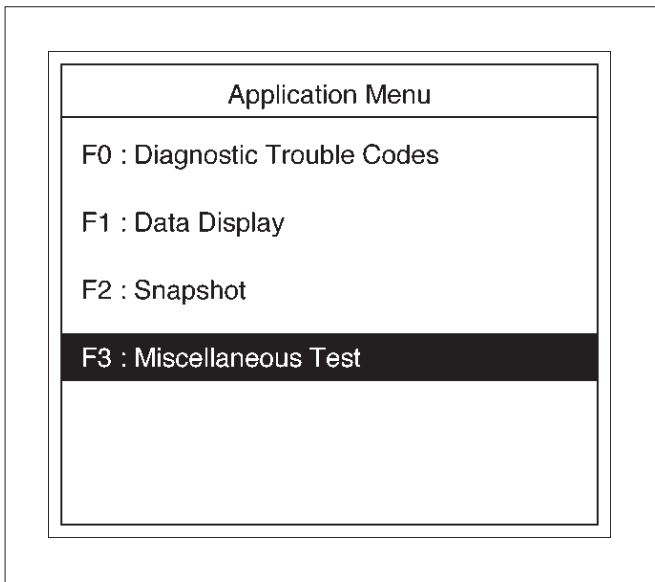 Application Menu
F0 : Diagnostic Trouble Codes
F1 : Data Display
F2 : Snapshot
F3 : Miscellaneous Test